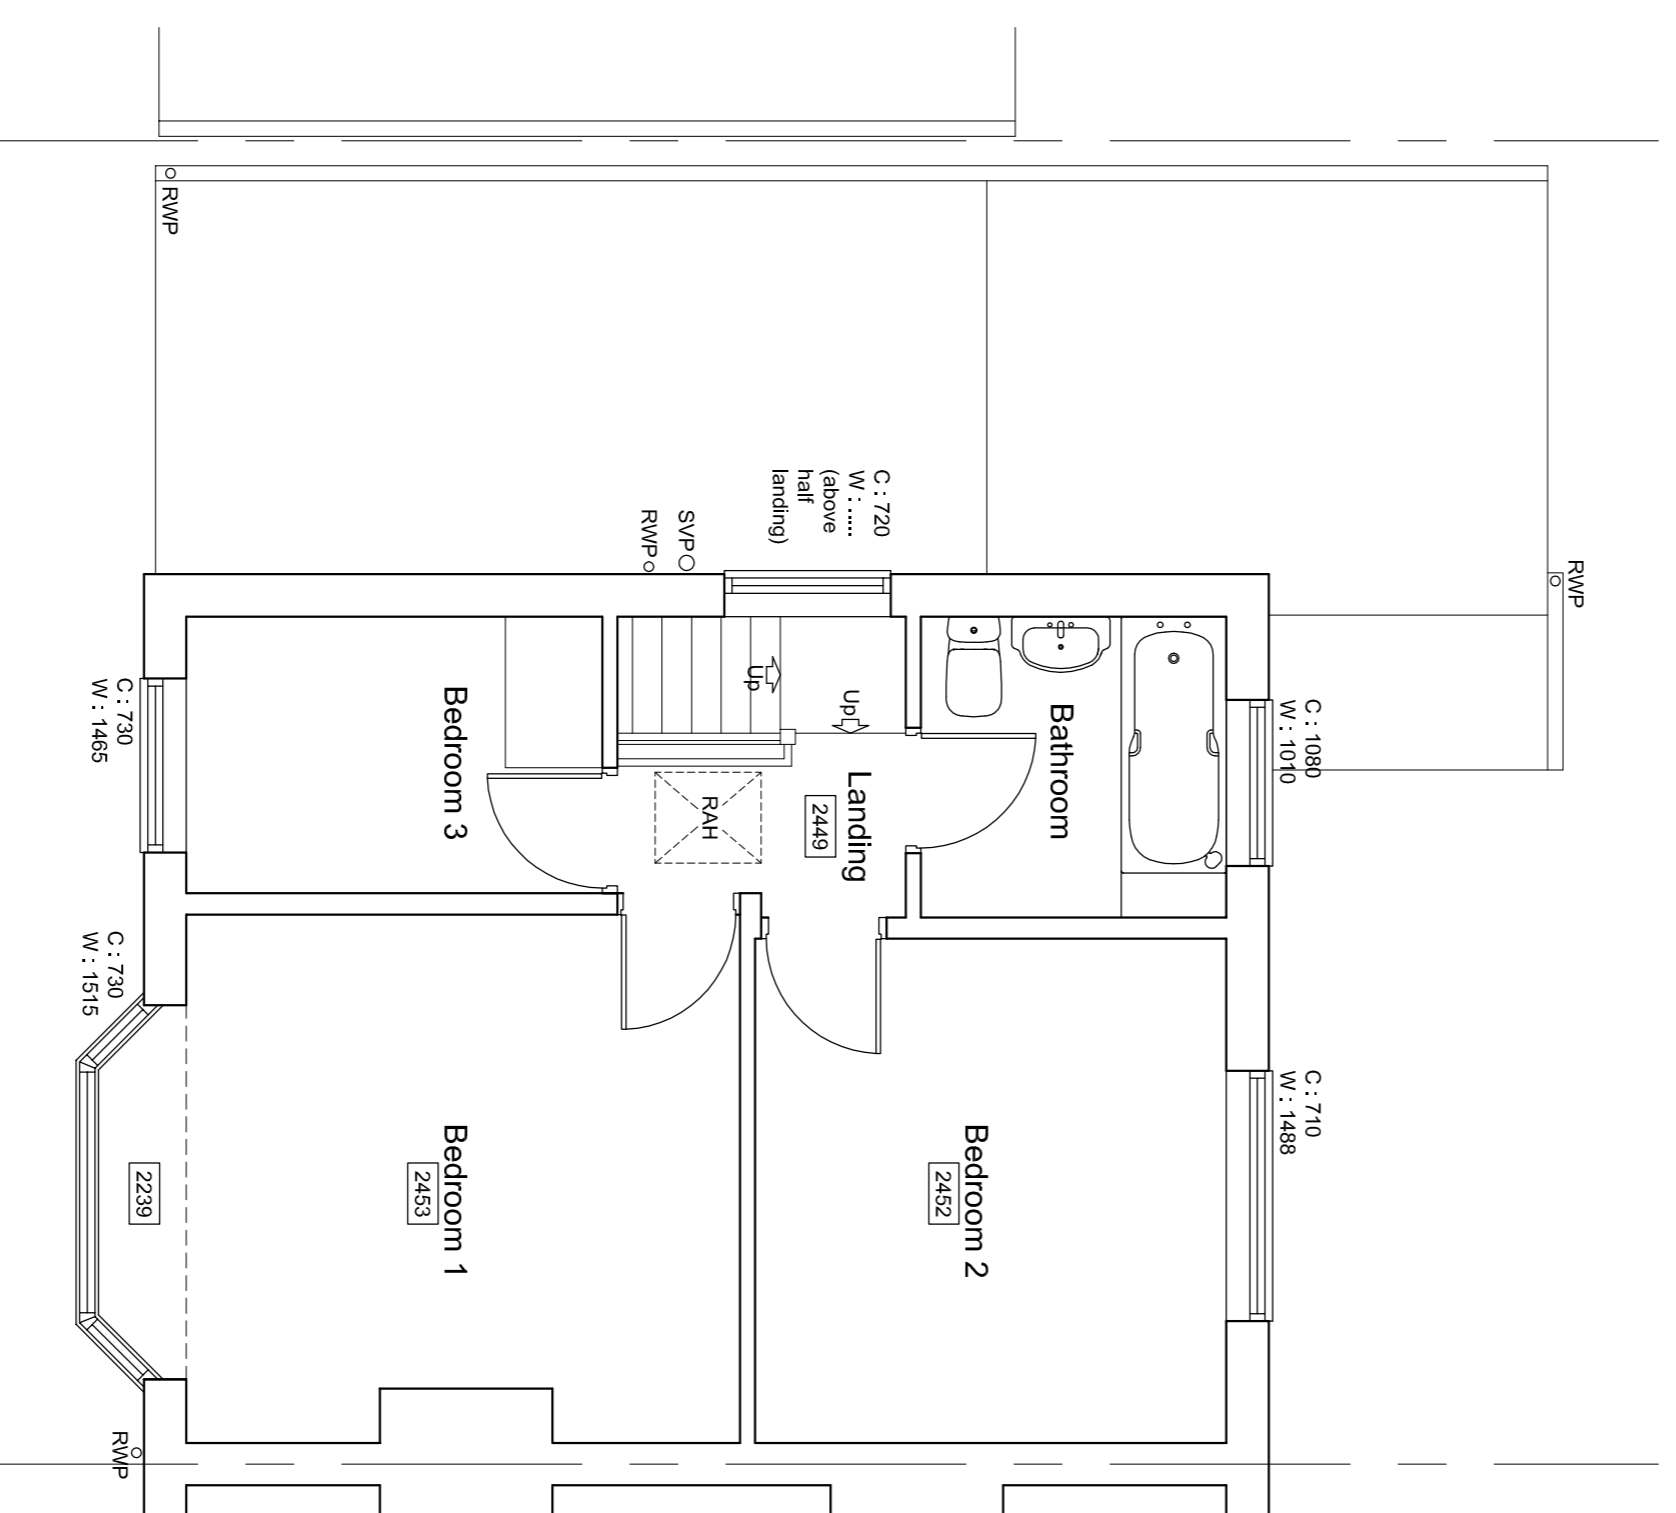 RWP
RWP
C : 720
W : .....
(above
half
landing)
SVP
RWP
Up
Up
Bathroom
C : 1080
W : 1010
Landing
2449
RAH
Bedroom 3
C : 730
W : 1465
C : 730
W : 1515
C : 710
W : 1488
Bedroom 2
2452
Bedroom 1
2453
2239
RWP